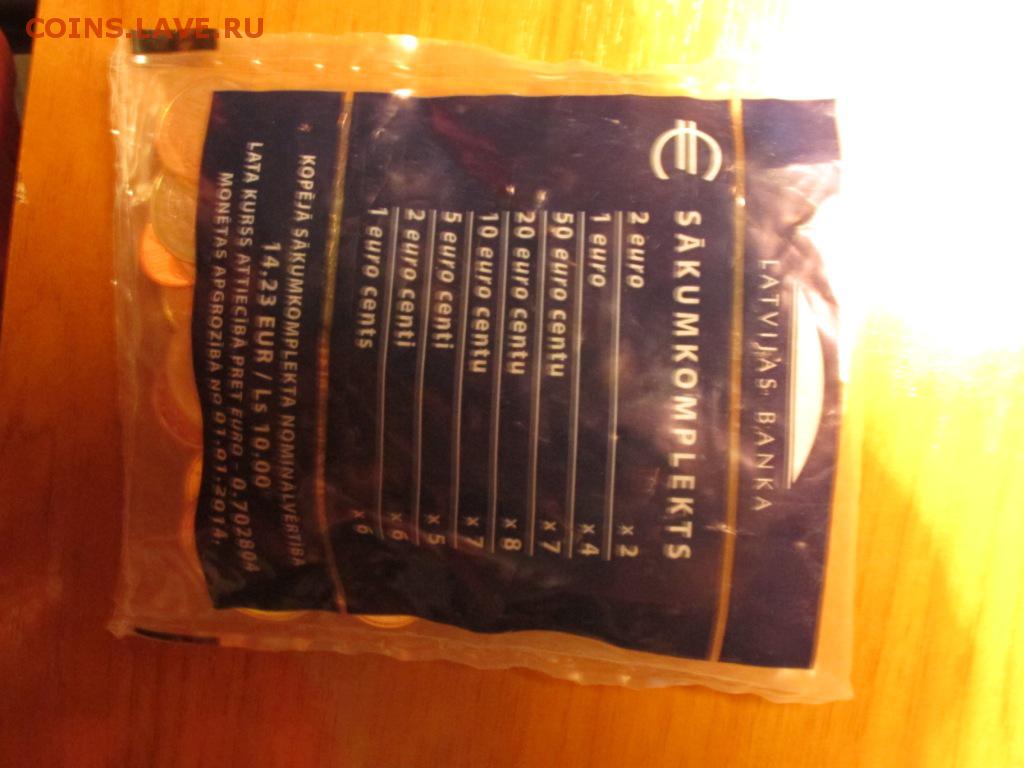 COINS.LAVE.RU
LATVIJAS BANKA
€ SĀKUMKOMPLEKTS
2 euro x 2
1 euro x 4
50 euro centu x 7
20 euro centu x 8
10 euro centu x 7
5 euro centi x 5
2 euro centi x 6
1 euro cents x 6
KOPĒJĀ SĀKUMKOMPLEKTA NOMINĀLVĒRTĪBA
14,23 EUR / Ls 10,00
LATA KURSS ATTIECĪBĀ PRET EURO - 0,702804
MONĒTAS APGROZĪBĀ NO 01.01.2014.